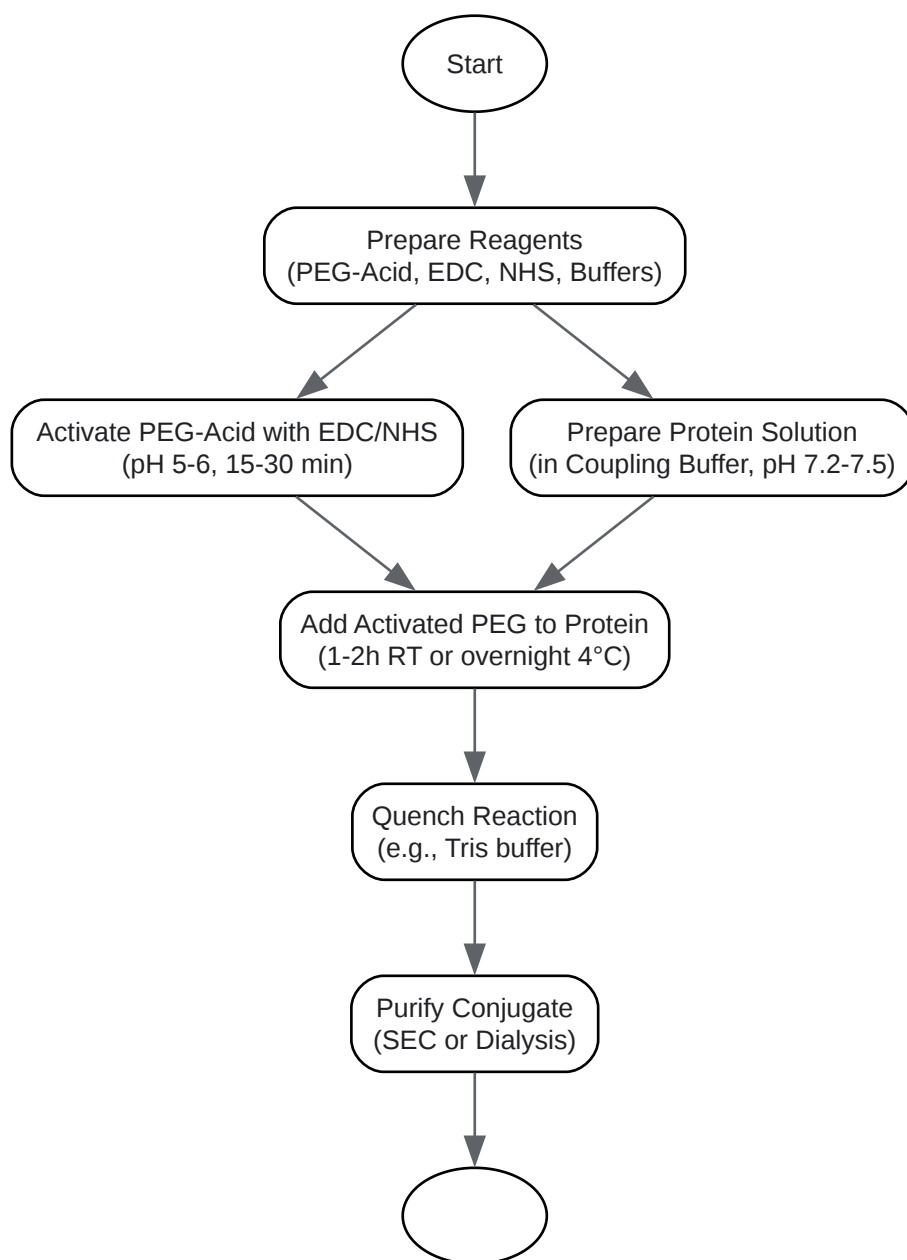 Start
Prepare Reagents
(PEG-Acid, EDC, NHS, Buffers)
Activate PEG-Acid with EDC/NHS
(pH 5-6, 15-30 min)
Prepare Protein Solution
(in Coupling Buffer, pH 7.2-7.5)
Add Activated PEG to Protein
(1-2h RT or overnight 4°C)
Quench Reaction
(e.g., Tris buffer)
Purify Conjugate
(SEC or Dialysis)